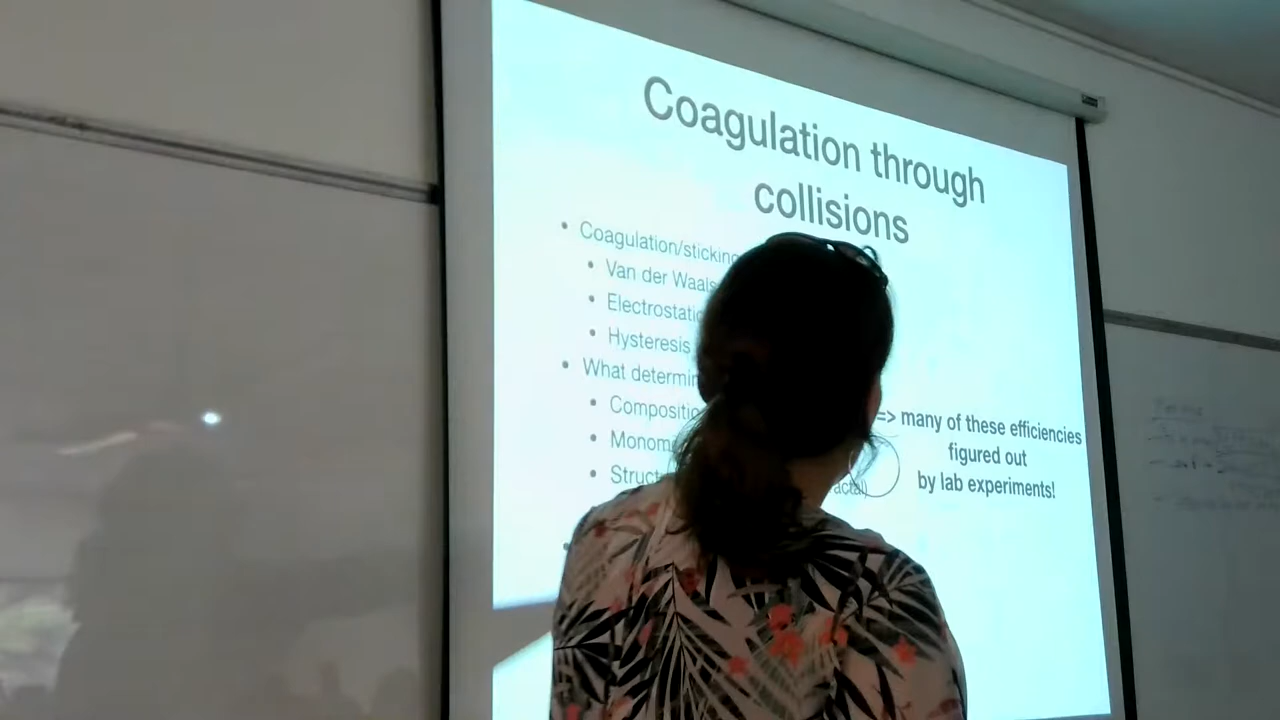 Coagulation through
collisions
Coagulation/sticking
Van der Waals
Electrostatic
Hysteresis
What determin
Compositio
Monom
Struct
=> many of these efficiencies
figured out
by lab experiments!